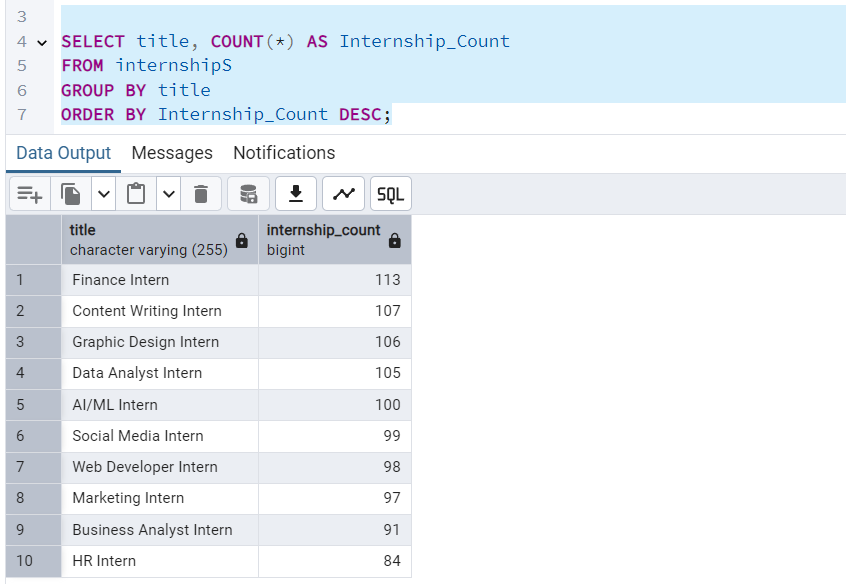 3
4 SELECT title, COUNT(*) AS Internship_Count
5 FROM internshipS
6 GROUP BY title
7 ORDER BY Internship_Count DESC;
Data Output Messages Notifications
SQL
title internship_count
character varying (255) bigint
1 Finance Intern 113
2 Content Writing Intern 107
3 Graphic Design Intern 106
4 Data Analyst Intern 105
5 AI/ML Intern 100
6 Social Media Intern 99
7 Web Developer Intern 98
8 Marketing Intern 97
9 Business Analyst Intern 91
10 HR Intern 84